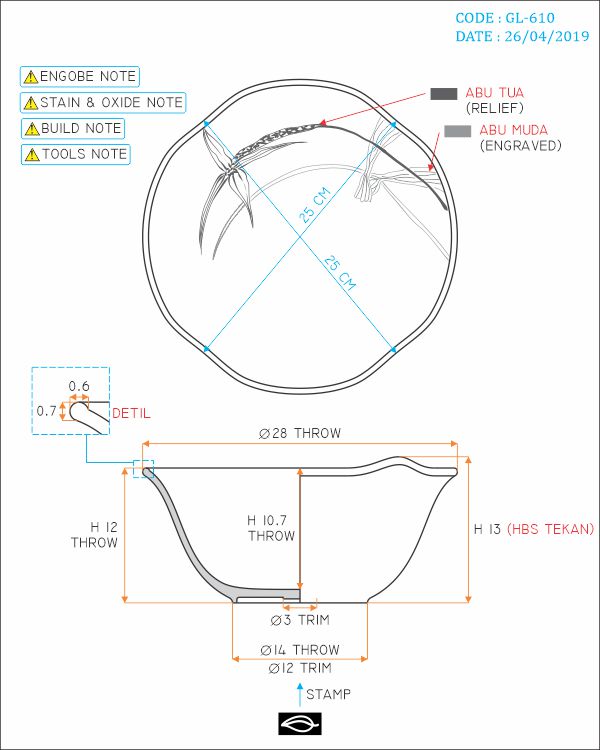 CODE : GL-610
DATE : 26/04/2019
ENGOBE NOTE
STAIN & OXIDE NOTE
BUILD NOTE
TOOLS NOTE
ABU TUA
(RELIEF)
ABU MUDA
(ENGRAVED)
25 CM
25 CM
0.6
0.7
DETIL
Ø28 THROW
H 12
THROW
H 10.7
THROW
H 13 (HBS TEKAN)
Ø3 TRIM
Ø14 THROW
Ø12 TRIM
STAMP